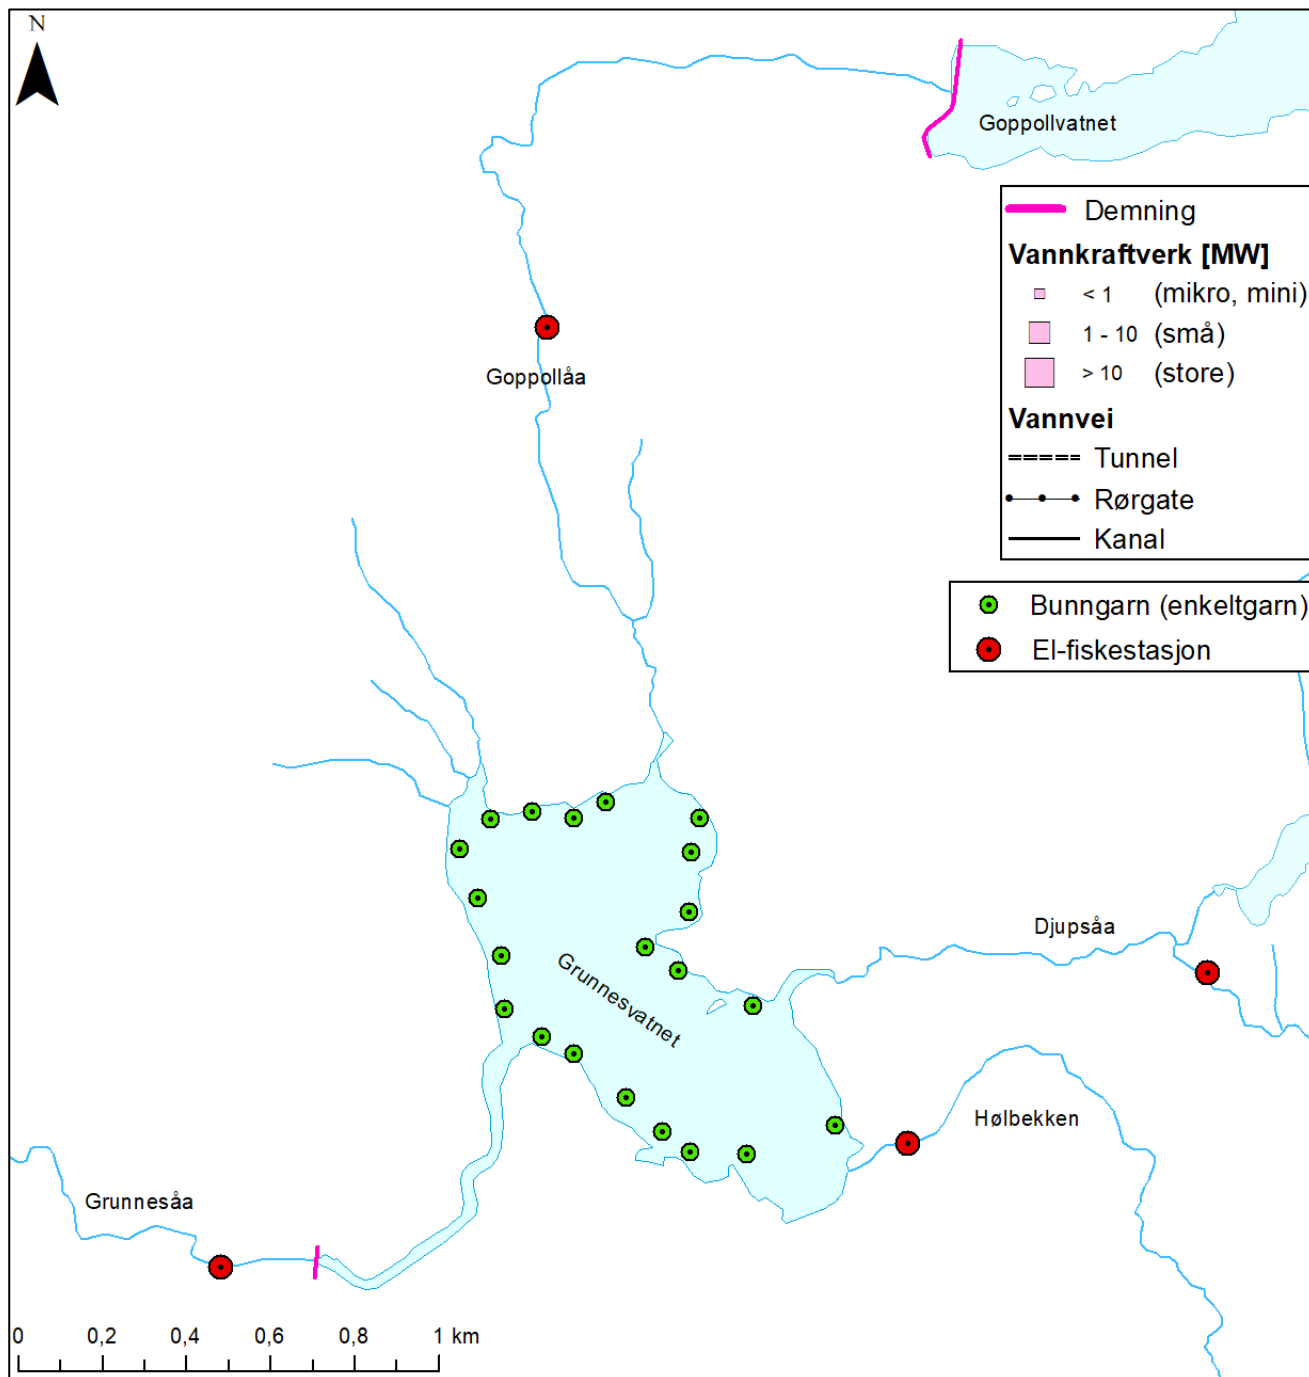 N
Goppollvatnet
Demning
Vannkraftverk [MW]
< 1 (mikro, mini)
1 - 10 (små)
> 10 (store)
Vannvei
Tunnel
Rørgate
Kanal
Goppollåa
Bunngarn (enkeltgarn)
El-fiskestasjon
Djupsåa
Grunnesvatnet
Hølbekken
Grunnesåa
0 0,2 0,4 0,6 0,8 1 km